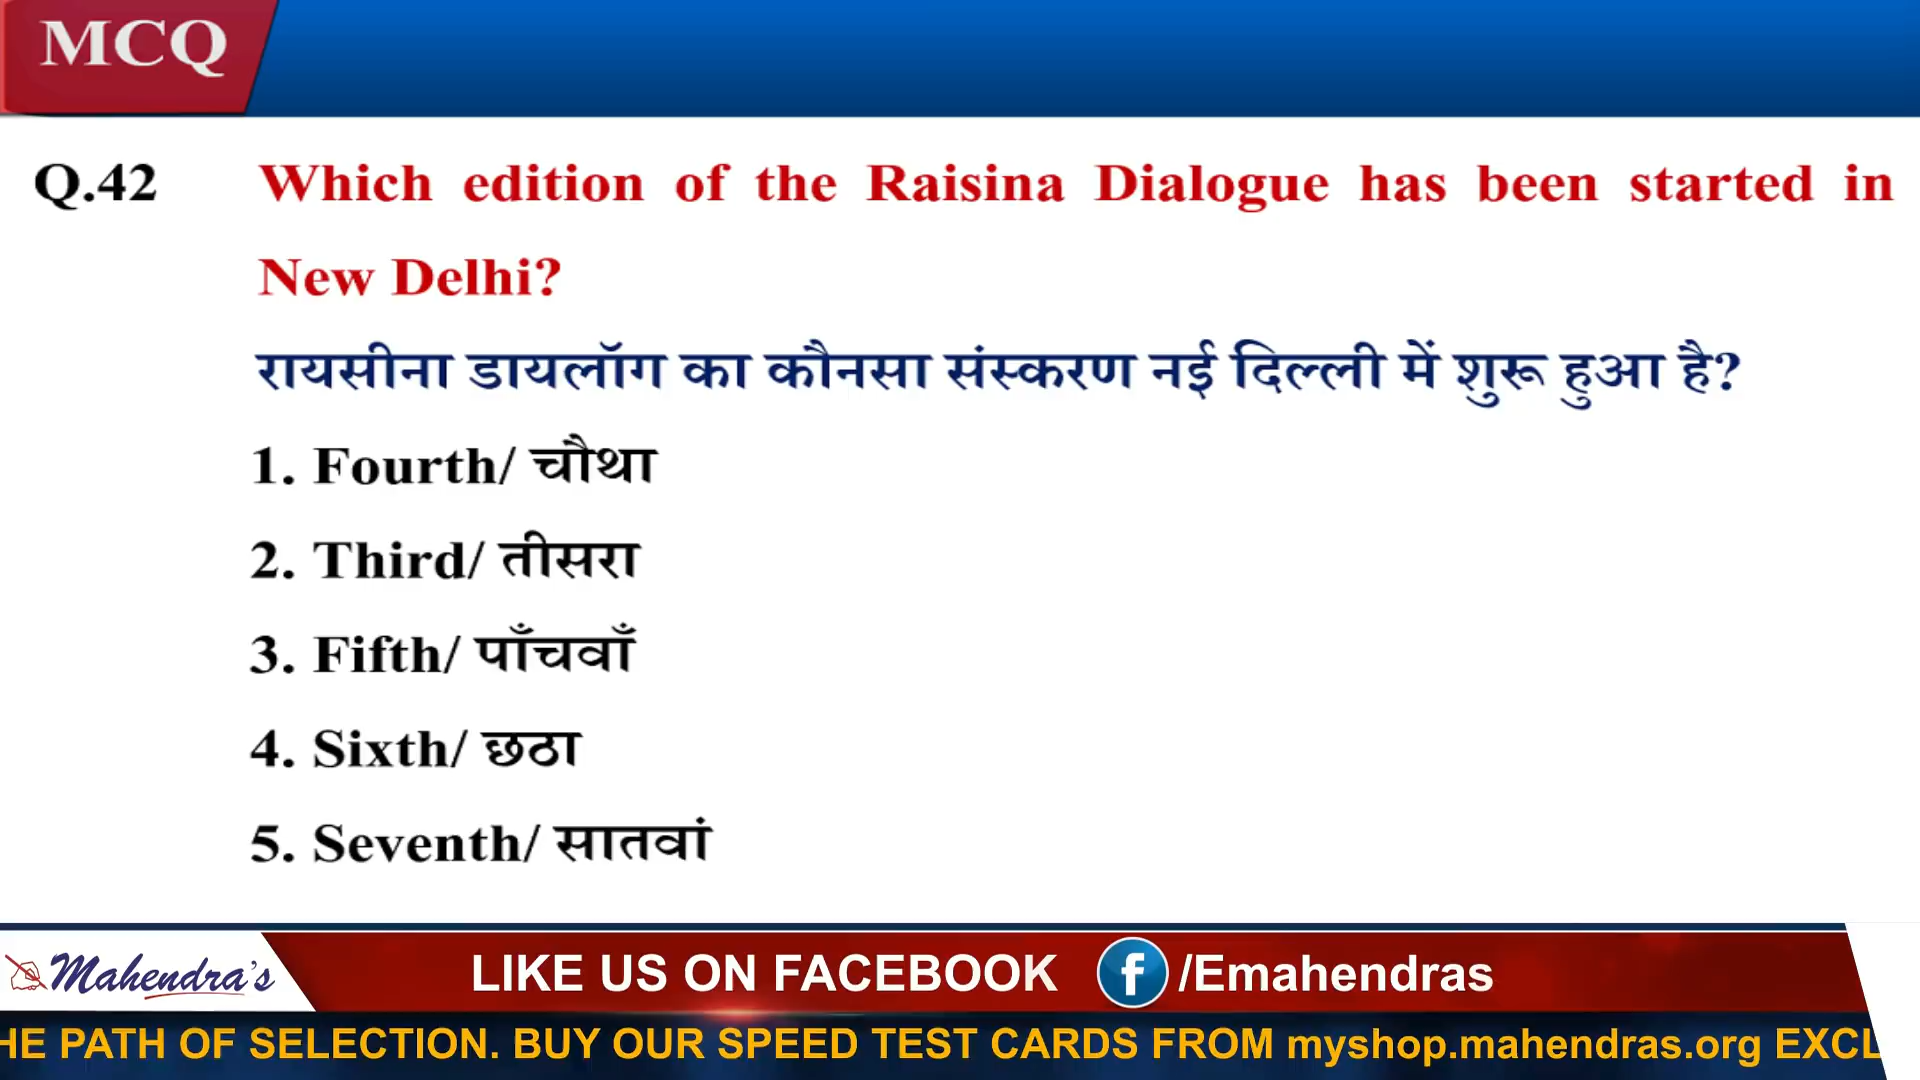 MCQ
Q.42 Which edition of the Raisina Dialogue has been started in
New Delhi?
रायसीना डायलॉग का कौनसा संस्करण नई दिल्ली में शुरू हुआ है?
1. Fourth/ चौथा
2. Third/ तीसरा
3. Fifth/ पाँचवाँ
4. Sixth/ छठा
5. Seventh/ सातवां
Mahendra's LIKE US ON FACEBOOK f /Emahendras
HE PATH OF SELECTION. BUY OUR SPEED TEST CARDS FROM myshop.mahendras.org EXCL